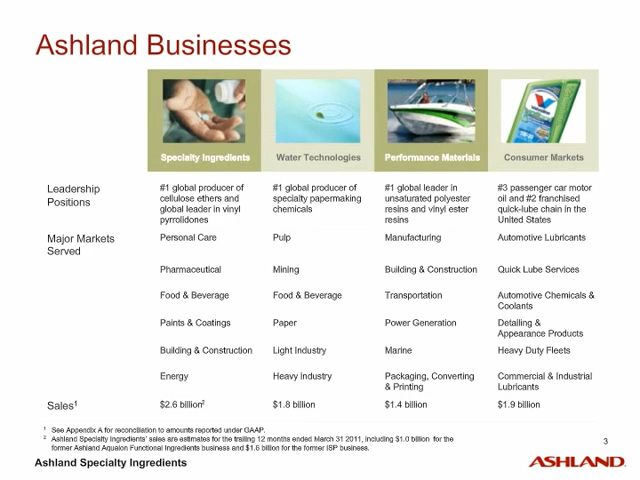 Ashland Businesses
Specialty Ingredients
Water Technologies
Performance Materials
Consumer Markets
Leadership
Positions
#1 global producer of
cellulose ethers and
global leader in vinyl
pyrrolidones
#1 global producer of
specialty papermaking
chemicals
#1 global leader in
unsaturated polyester
resins and vinyl ester
resins
#3 passenger car motor
oil and #2 franchised
quick-lube chain in the
United States
Major Markets
Served
Personal Care
Pulp
Manufacturing
Automotive Lubricants
Pharmaceutical
Mining
Building & Construction
Quick Lube Services
Food & Beverage
Food & Beverage
Transportation
Automotive Chemicals &
Coolants
Paints & Coatings
Paper
Power Generation
Detailing &
Appearance Products
Building & Construction
Light Industry
Marine
Heavy Duty Fleets
Energy
Heavy industry
Packaging, Converting
& Printing
Commercial & Industrial
Lubricants
Sales1
$2.6 billion2
$1.8 billion
$1.4 billion
$1.9 billion
1 See Appendix A for reconciliation to amounts reported under GAAP.
2 Ashland Specialty Ingredients' sales are estimates for the trailing 12 months ended March 31 2011, including $1.0 billion for the
former Ashland Aqualon Functional Ingredients business and $1.6 billion for the former ISP business.
3
Ashland Specialty Ingredients
ASHLAND.